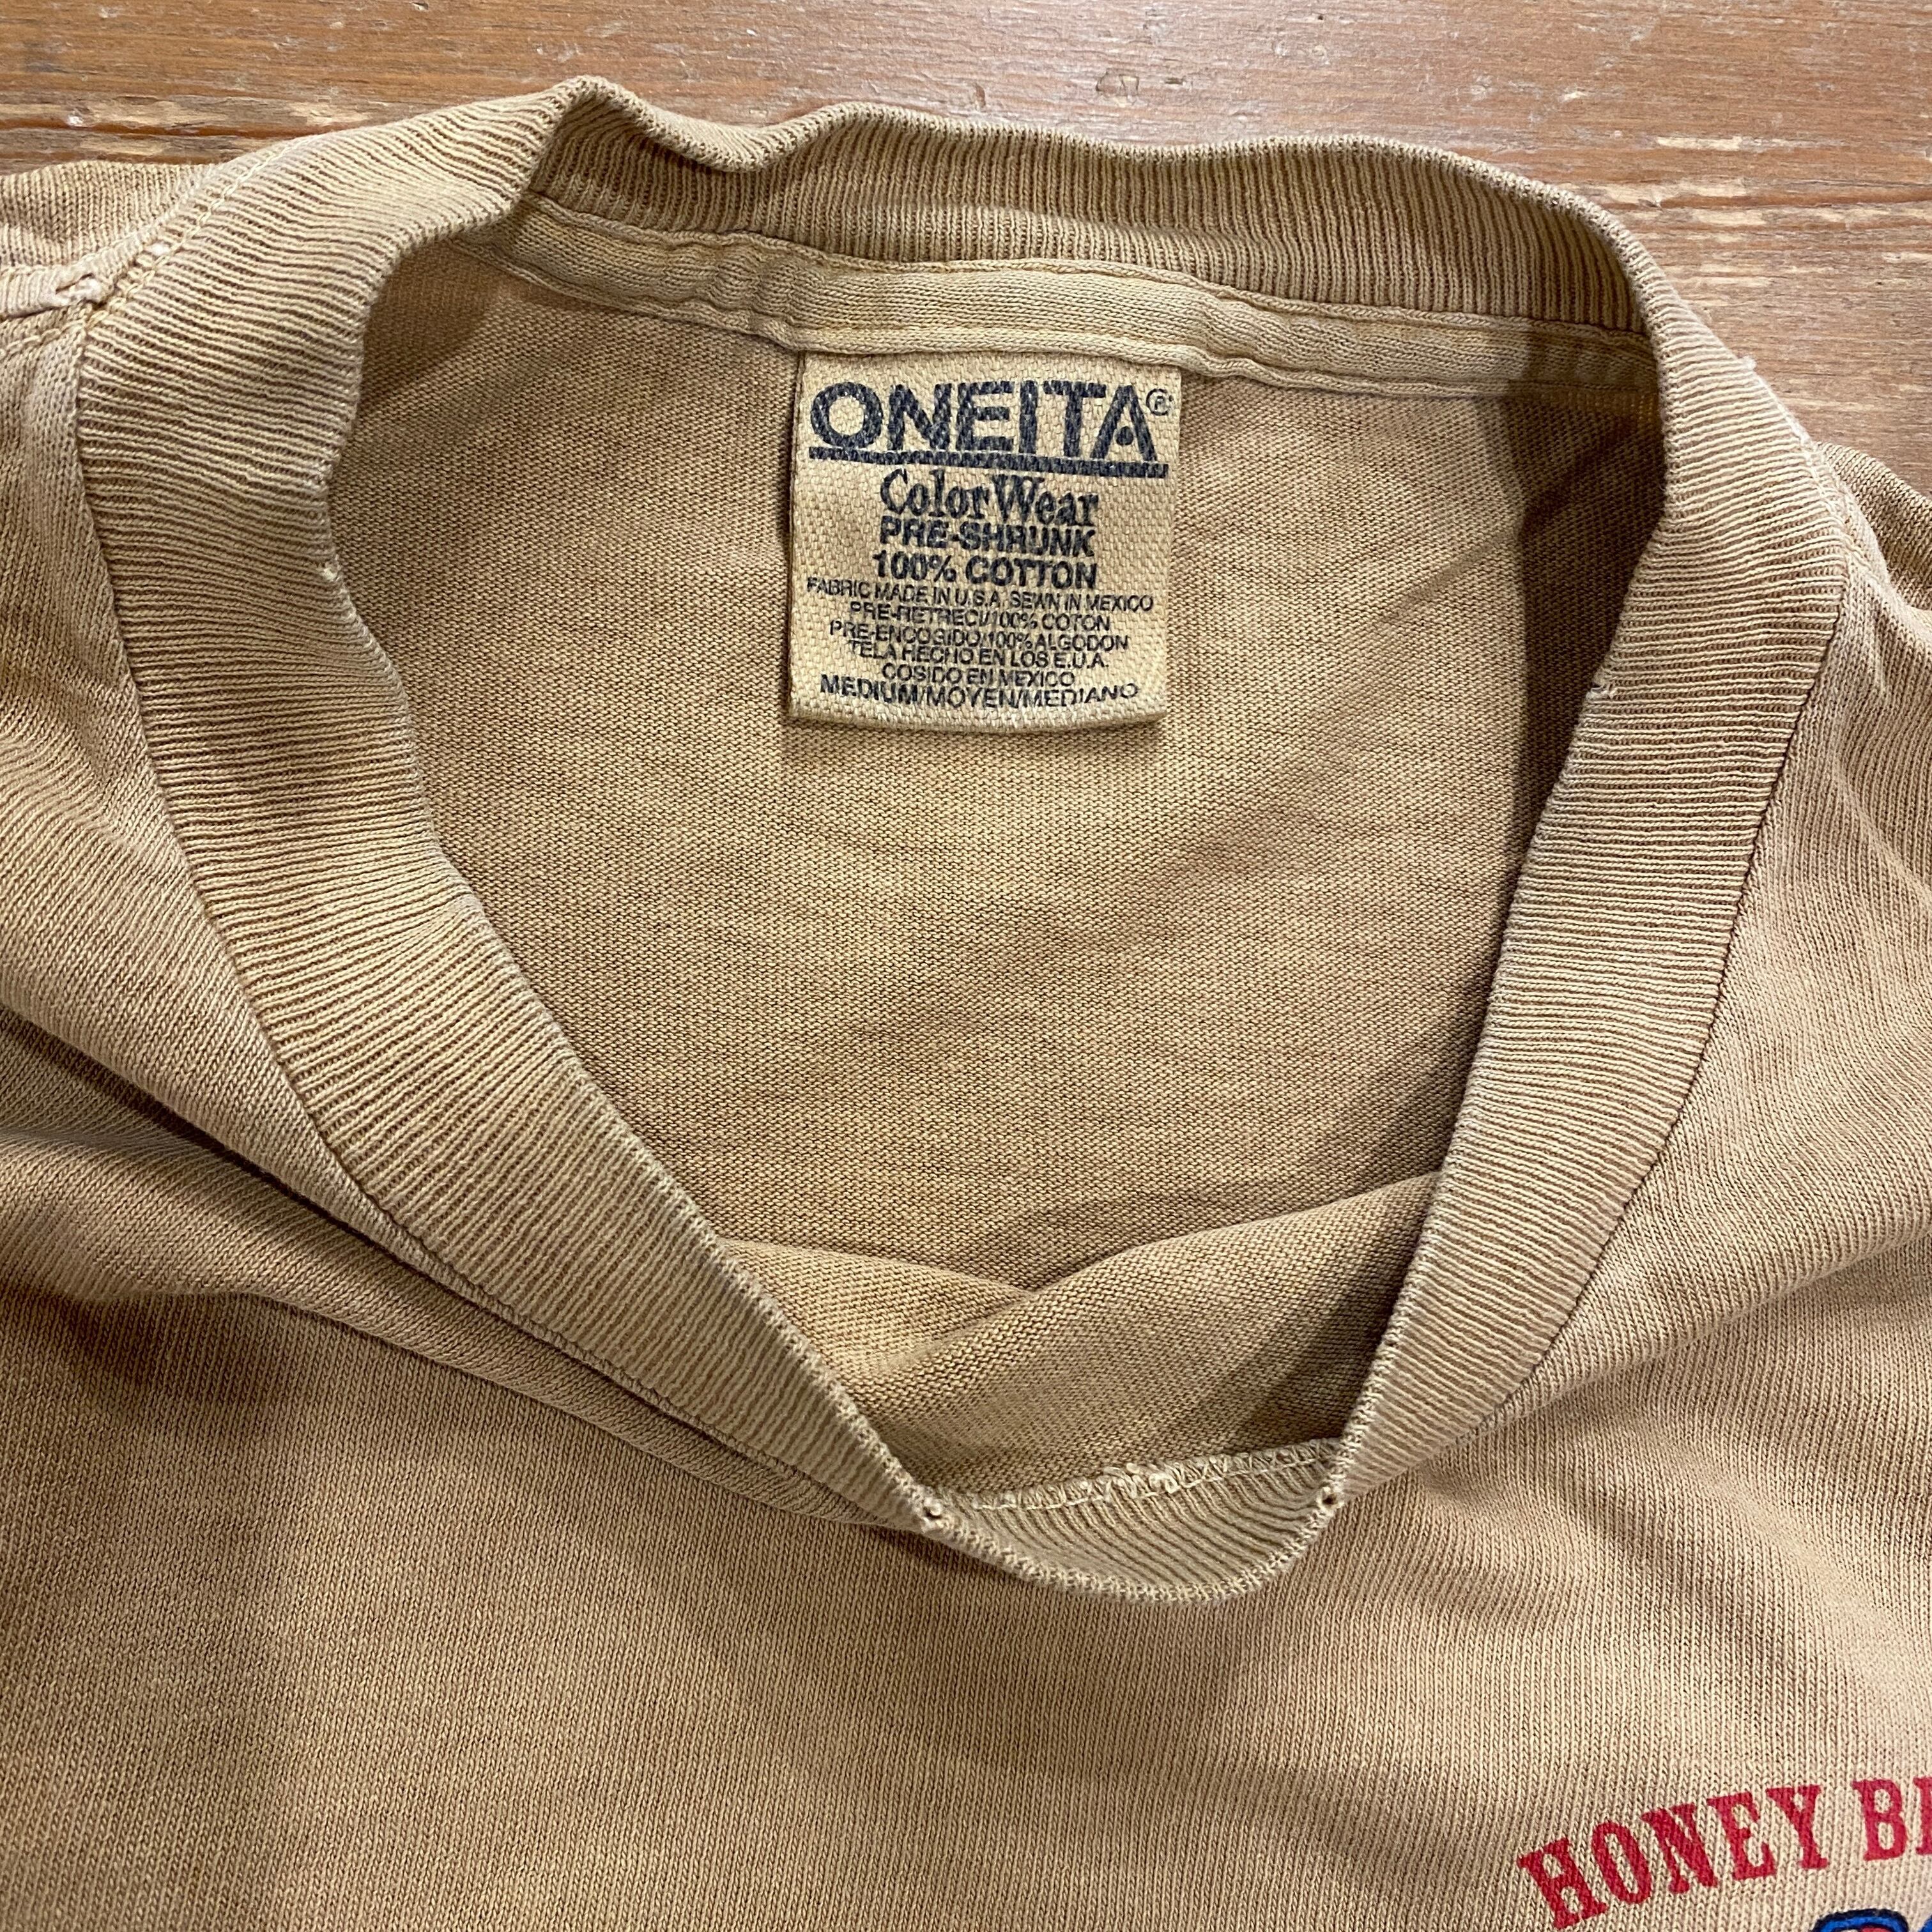 ONEITA®
Color Wear
PRE-SHRUNK
100% COTTON
FABRIC MADE IN U.S.A. SEWN IN MEXICO
PRE-RETRECI/100% COTON
PRE-ENCOGIDO/100% ALGODON
TELA HECHO EN LOS E.U.A.
COSIDO EN MEXICO
MEDIUM/MOYEN/MEDIANO
HONEY